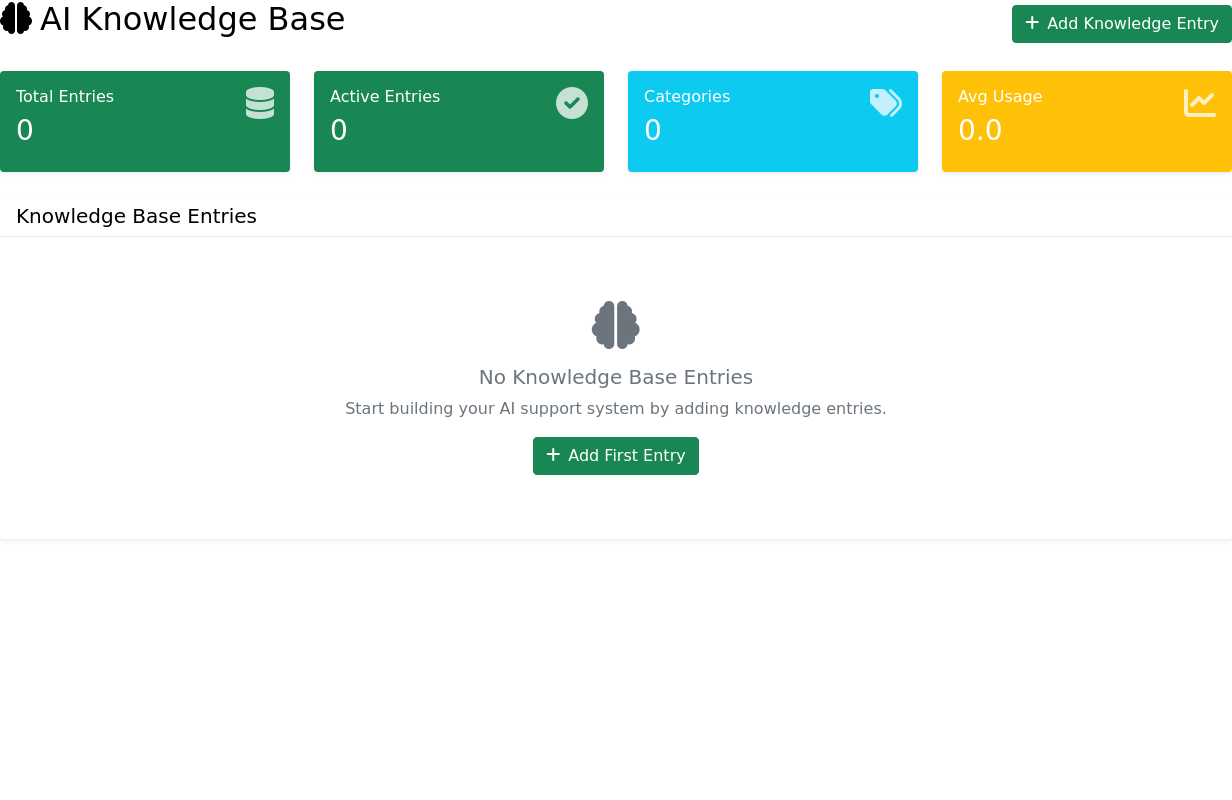 AI Knowledge Base
Add Knowledge Entry
Total Entries
0
Active Entries
0
Categories
0
Avg Usage
0.0
Knowledge Base Entries
No Knowledge Base Entries
Start building your AI support system by adding knowledge entries.
Add First Entry